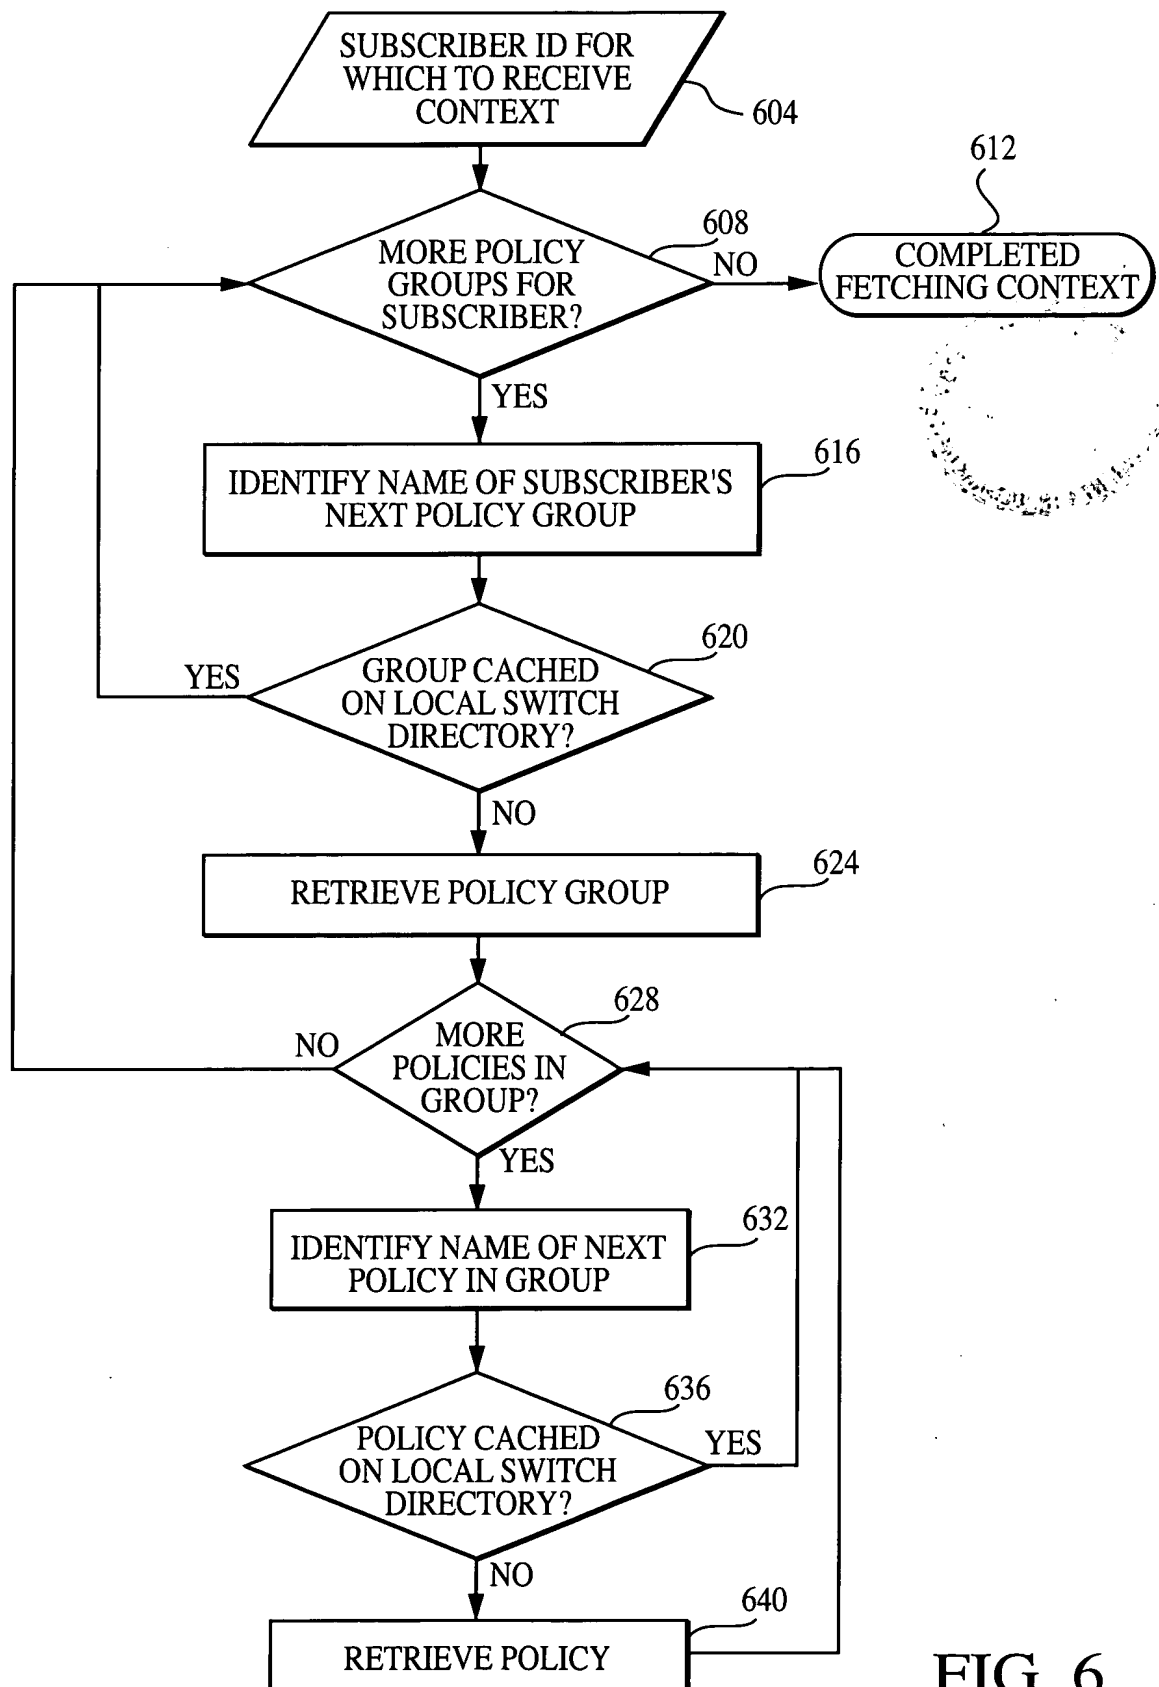 SUBSCRIBER ID FOR
WHICH TO RECEIVE
CONTEXT
604
612
608
MORE POLICY
GROUPS FOR
SUBSCRIBER?
NO
COMPLETED
FETCHING CONTEXT
YES
616
IDENTIFY NAME OF SUBSCRIBER'S
NEXT POLICY GROUP
620
YES
GROUP CACHED
ON LOCAL SWITCH
DIRECTORY?
NO
624
RETRIEVE POLICY GROUP
628
NO
MORE
POLICIES IN
GROUP?
YES
632
IDENTIFY NAME OF NEXT
POLICY IN GROUP
636
POLICY CACHED
ON LOCAL SWITCH
DIRECTORY?
YES
NO
640
RETRIEVE POLICY
FIG. 6